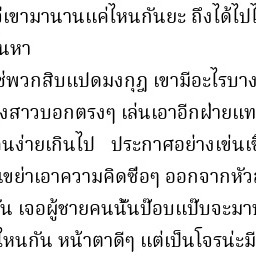 เขามานานแค่ไหนกันยะ ถึงได้ไป
นหา
พวกสิบแปดมงกุฎ เขามีอะไรบาง
งสาวบอกตรงๆ เล่นเอาอีกฝ่ายแท
นง่ายเกินไป ประกาศอย่างเข่นเขี
เขย่าเอาความคิดซื่อๆ ออกจากหัว
ัน เจอผู้ชายคนนั้นป๊อบแป๊บจะมา
ไหนกัน หน้าตาดีๆ แต่เป็นโจรน่ะมี